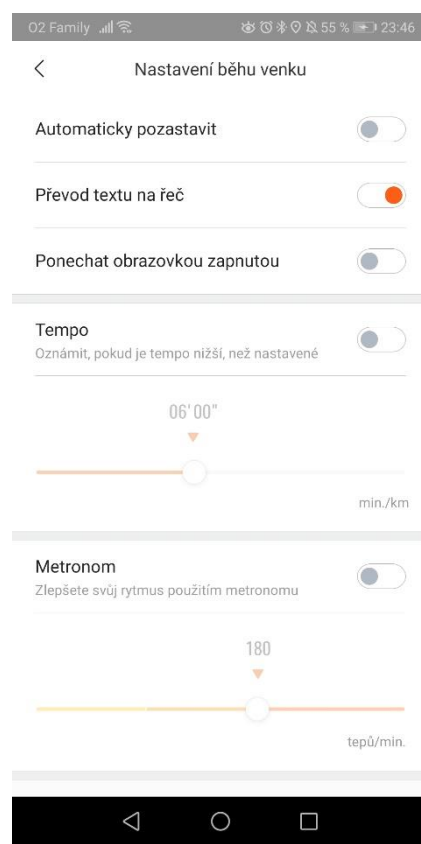 O2 Family 55 % 23:46
Nastavení běhu venku
Automaticky pozastavit
Převod textu na řeč
Ponechat obrazovkou zapnutou
Tempo
Oznámit, pokud je tempo nižší, než nastavené
06'00"
min./km
Metronom
Zlepšete svůj rytmus použitím metronomu
180
tepů/min.